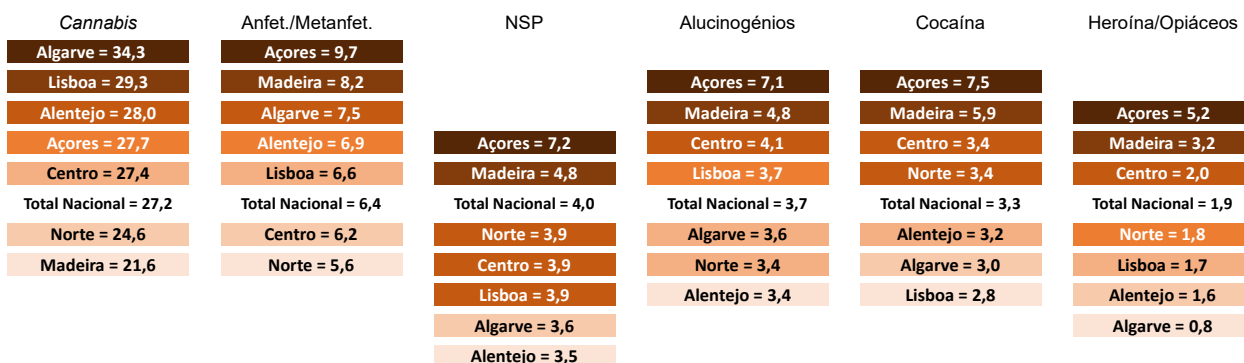 Cannabis
Algarve = 34,3
Lisboa = 29,3
Alentejo = 28,0
Açores = 27,7
Centro = 27,4
Total Nacional = 27,2
Norte = 24,6
Madeira = 21,6
Anfet./Metanfet.
Açores = 9,7
Madeira = 8,2
Algarve = 7,5
Alentejo = 6,9
Lisboa = 6,6
Total Nacional = 6,4
Centro = 6,2
Norte = 5,6
NSP
Açores = 7,2
Madeira = 4,8
Total Nacional = 4,0
Norte = 3,9
Centro = 3,9
Lisboa = 3,9
Algarve = 3,6
Alentejo = 3,5
Alucinogénios
Açores = 7,1
Madeira = 4,8
Centro = 4,1
Lisboa = 3,7
Total Nacional = 3,7
Algarve = 3,6
Norte = 3,4
Alentejo = 3,4
Cocaína
Açores = 7,5
Madeira = 5,9
Centro = 3,4
Norte = 3,4
Total Nacional = 3,3
Alentejo = 3,2
Algarve = 3,0
Lisboa = 2,8
Heroína/Opiáceos
Açores = 5,2
Madeira = 3,2
Centro = 2,0
Total Nacional = 1,9
Norte = 1,8
Lisboa = 1,7
Alentejo = 1,6
Algarve = 0,8